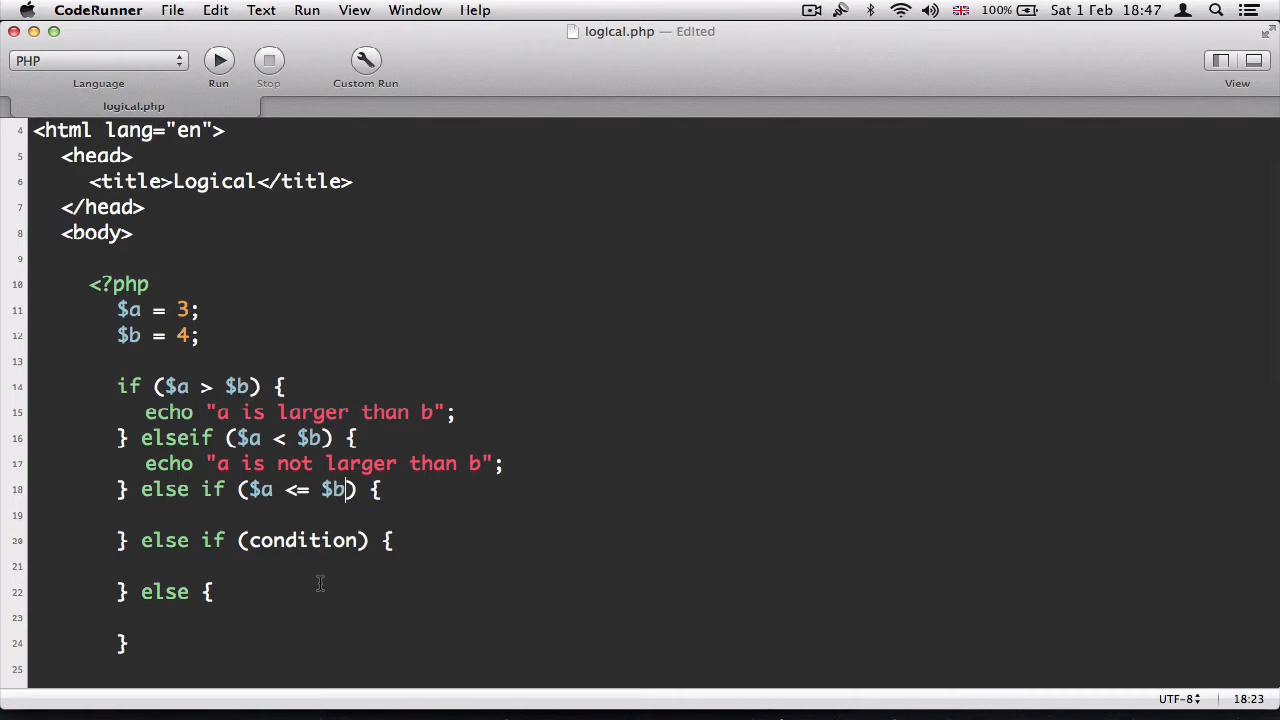 CodeRunner File Edit Text Run View Window Help 100% Sat 1 Feb 18:47
logical.php — Edited
PHP
Language Run Stop Custom Run View
logical.php
4 <html lang="en">
5 <head>
6 <title>Logical</title>
7 </head>
8 <body>
9
10 <?php
11 $a = 3;
12 $b = 4;
13
14 if ($a > $b) {
15 echo "a is larger than b";
16 } elseif ($a < $b) {
17 echo "a is not larger than b";
18 } else if ($a <= $b) {
19
20 } else if (condition) {
21
22 } else {
23
24 }
25
UTF-8 18:23